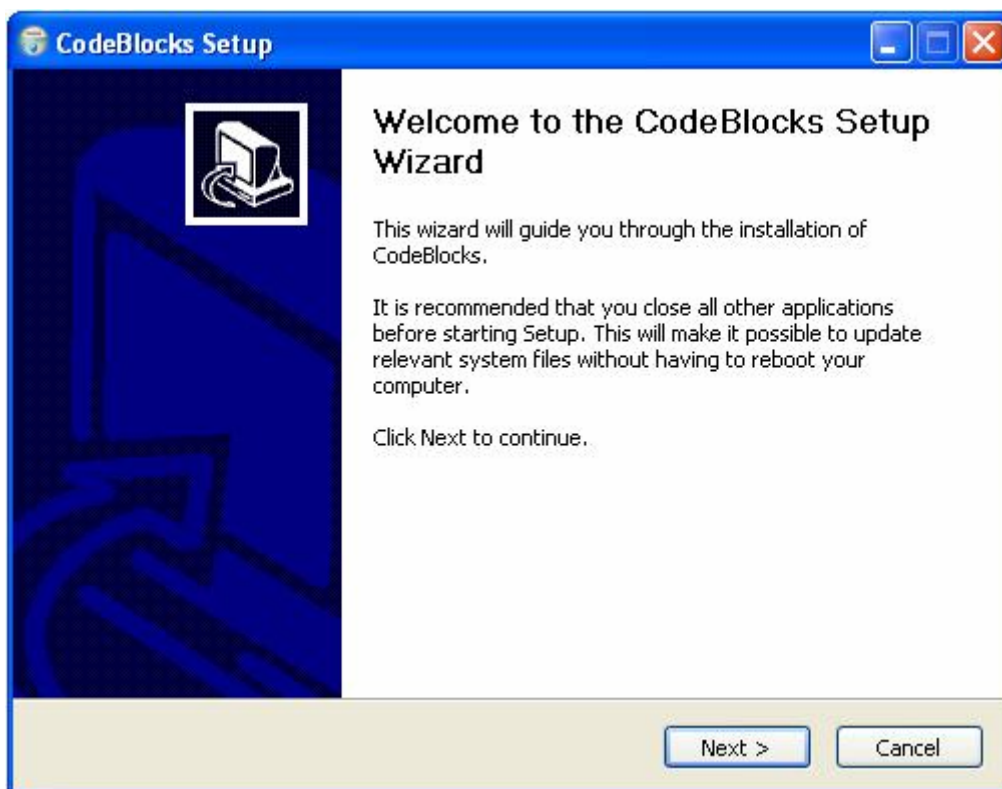 CodeBlocks Setup
Welcome to the CodeBlocks Setup
Wizard
This wizard will guide you through the installation of
CodeBlocks.
It is recommended that you close all other applications
before starting Setup. This will make it possible to update
relevant system files without having to reboot your
computer.
Click Next to continue.
Next >
Cancel